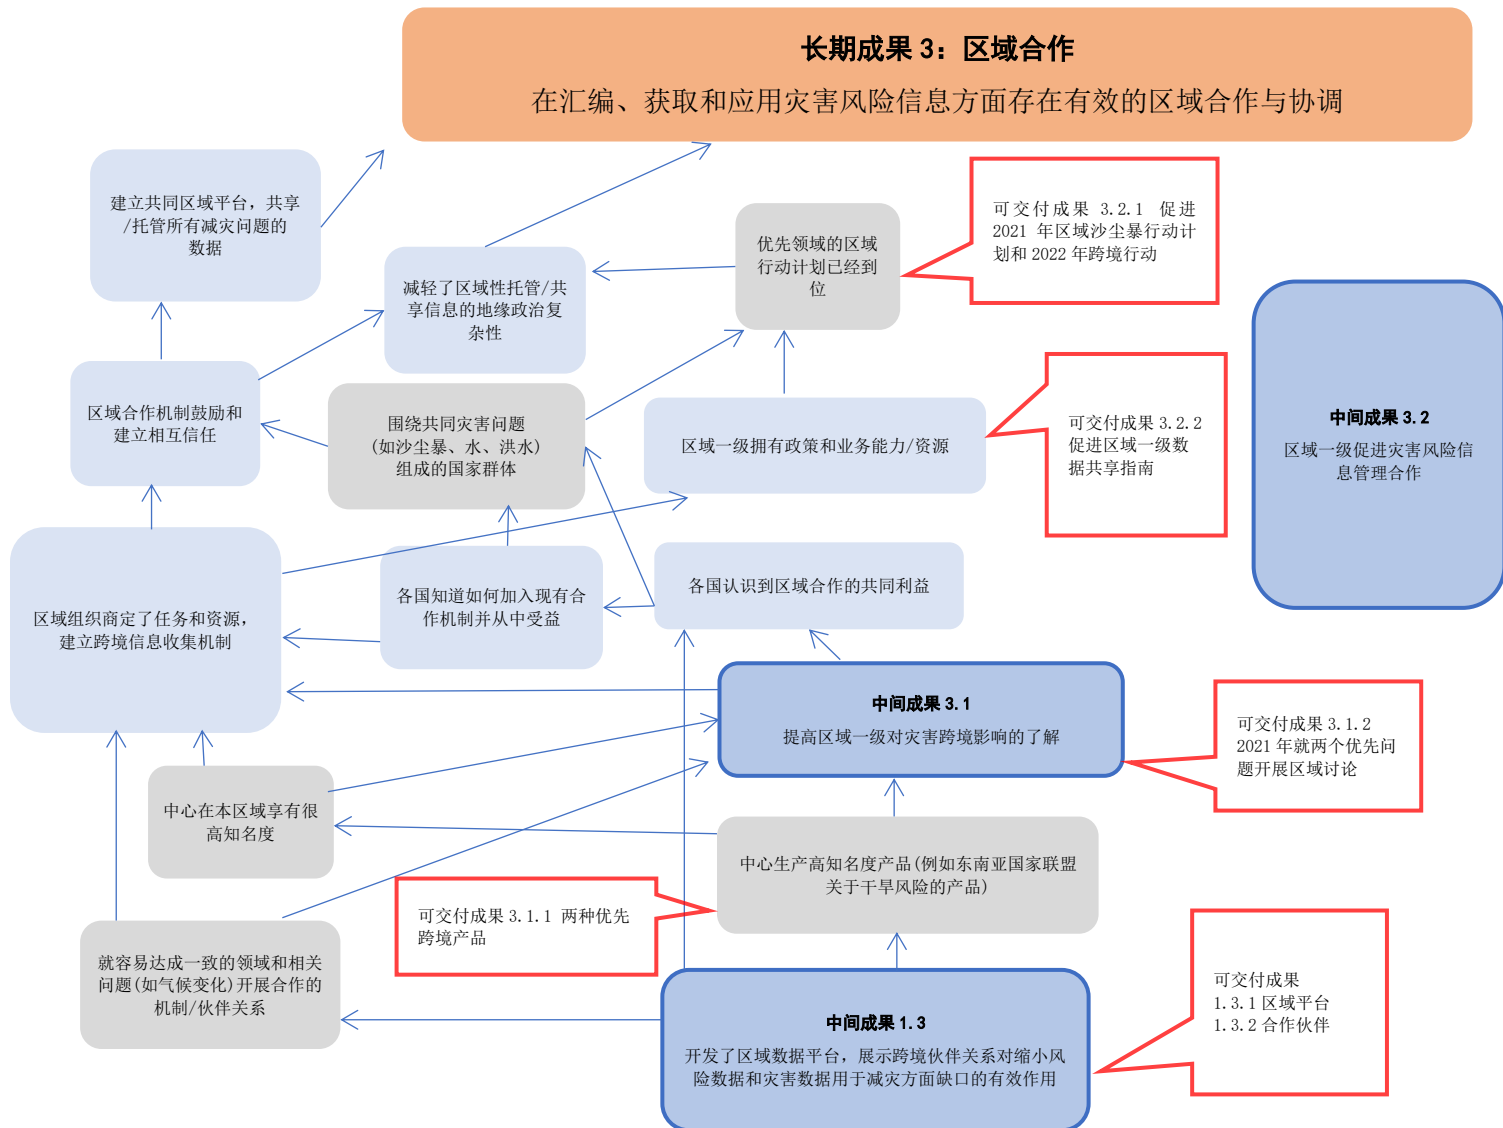 长期成果 3：区域合作
在汇编、获取和应用灾害风险信息方面存在有效的区域合作与协调
建立共同区域平台，共享
/托管所有减灾问题的
数据
减轻了区域性托管/共
享信息的地缘政治复
杂性
优先领域的区域
行动计划已经到
位
可交付成果 3.2.1 促进
2021 年区域沙尘暴行动计
划和 2022 年跨境行动
区域合作机制鼓励和
建立相互信任
围绕共同灾害问题
(如沙尘暴、水、洪水)
组成的国家群体
区域一级拥有政策和业务能力/资源
可交付成果 3.2.2
促进区域一级数
据共享指南
中间成果 3.2
区域一级促进灾害风险信
息管理合作
区域组织商定了任务和资源，
建立跨境信息收集机制
各国知道如何加入现有合
作机制并从中受益
各国认识到区域合作的共同利益
中间成果 3.1
提高区域一级对灾害跨境影响的了解
可交付成果 3.1.2
2021 年就两个优先问
题开展区域讨论
中心在本区域享有很
高知名度
中心生产高知名度产品(例如东南亚国家联盟
关于干旱风险的产品)
可交付成果 3.1.1 两种优先
跨境产品
就容易达成一致的领域和相关
问题(如气候变化)开展合作的
机制/伙伴关系
中间成果 1.3
开发了区域数据平台，展示跨境伙伴关系对缩小风
险数据和灾害数据用于减灾方面缺口的有效作用
可交付成果
1.3.1 区域平台
1.3.2 合作伙伴